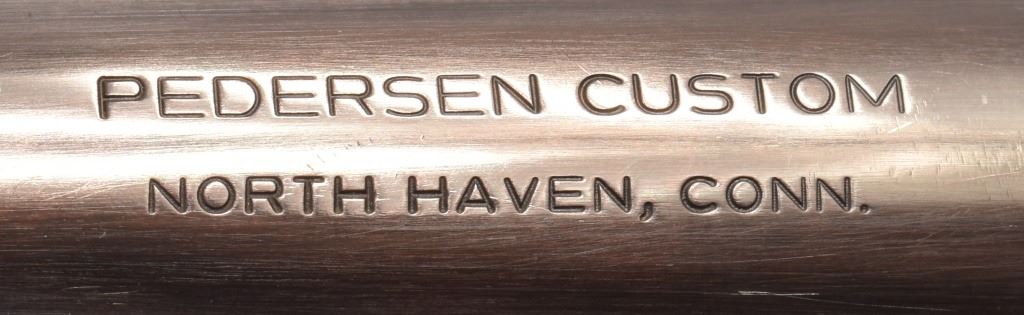 PEDERSEN CUSTOM
NORTH HAVEN, CONN.